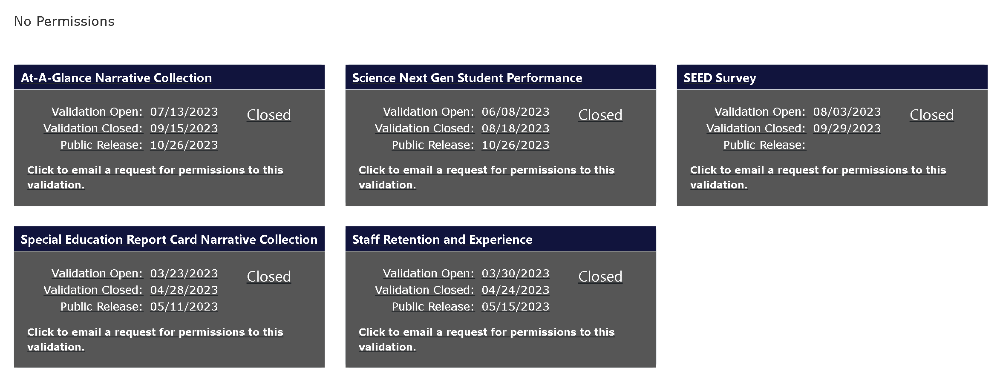 No Permissions
At-A-Glance Narrative Collection
Validation Open: 07/13/2023
Closed
Validation Closed: 09/15/2023
Public Release: 10/26/2023
Click to email a request for permissions to this
validation.
Science Next Gen Student Performance
Validation Open: 06/08/2023
Closed
Validation Closed: 08/18/2023
Public Release: 10/26/2023
Click to email a request for permissions to this
validation.
SEED Survey
Validation Open: 08/03/2023
Closed
Validation Closed: 09/29/2023
Public Release:
Click to email a request for permissions to this
validation.
Special Education Report Card Narrative Collection
Validation Open: 03/23/2023
Closed
Validation Closed: 04/28/2023
Public Release: 05/11/2023
Click to email a request for permissions to this
validation.
Staff Retention and Experience
Validation Open: 03/30/2023
Closed
Validation Closed: 04/24/2023
Public Release: 05/15/2023
Click to email a request for permissions to this
validation.